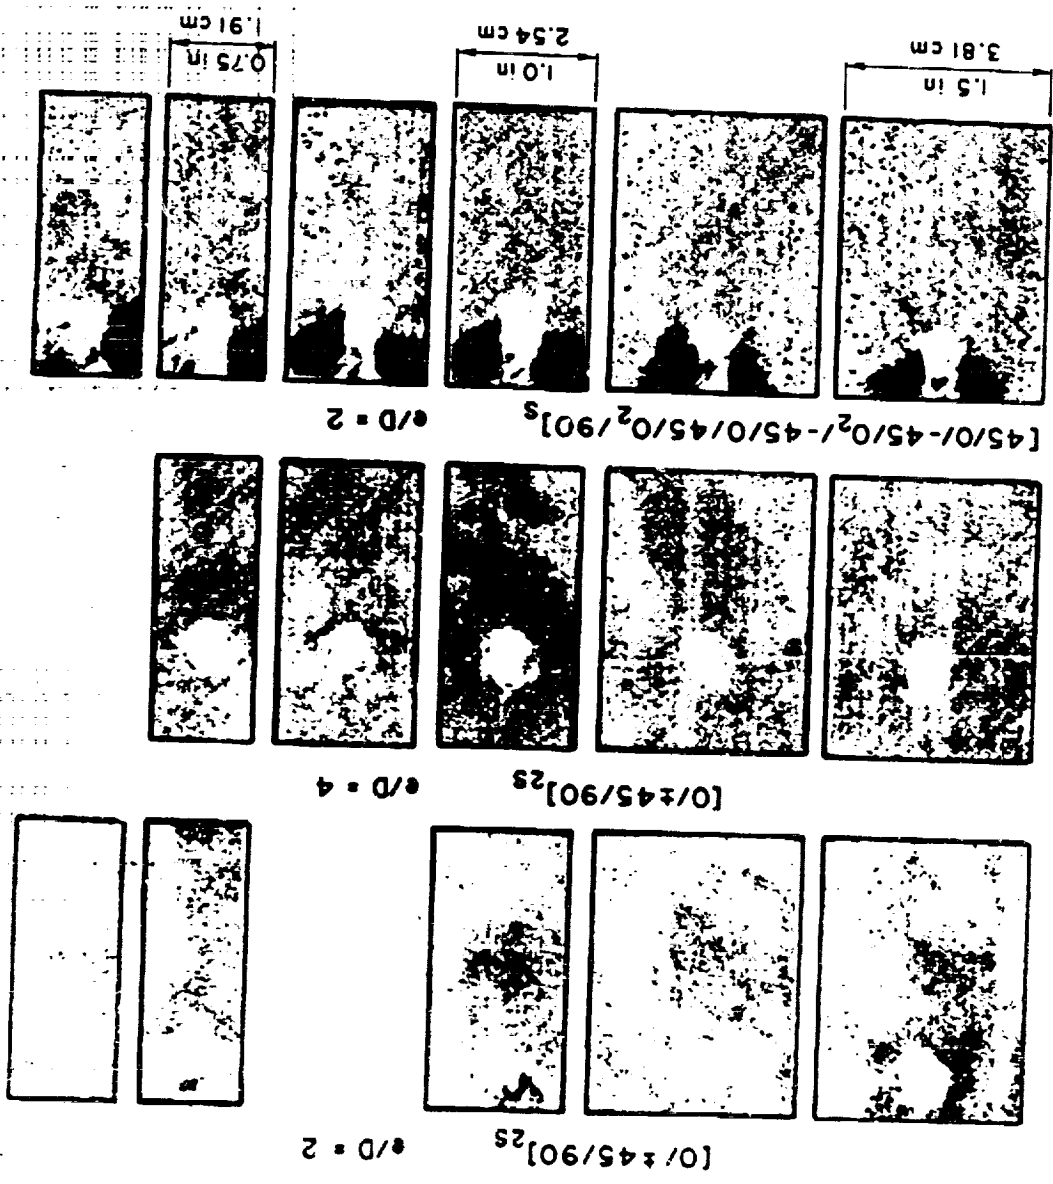 [0/±45/90]₂S e/D = 2
[0/±45/90]₂S e/D = 4
[45/0/-45/0₂/-45/0/45/0₂/90]S e/D = 2
1.5 in 1.0 in 0.75 in
3.81 cm 2.54 cm 1.91 cm